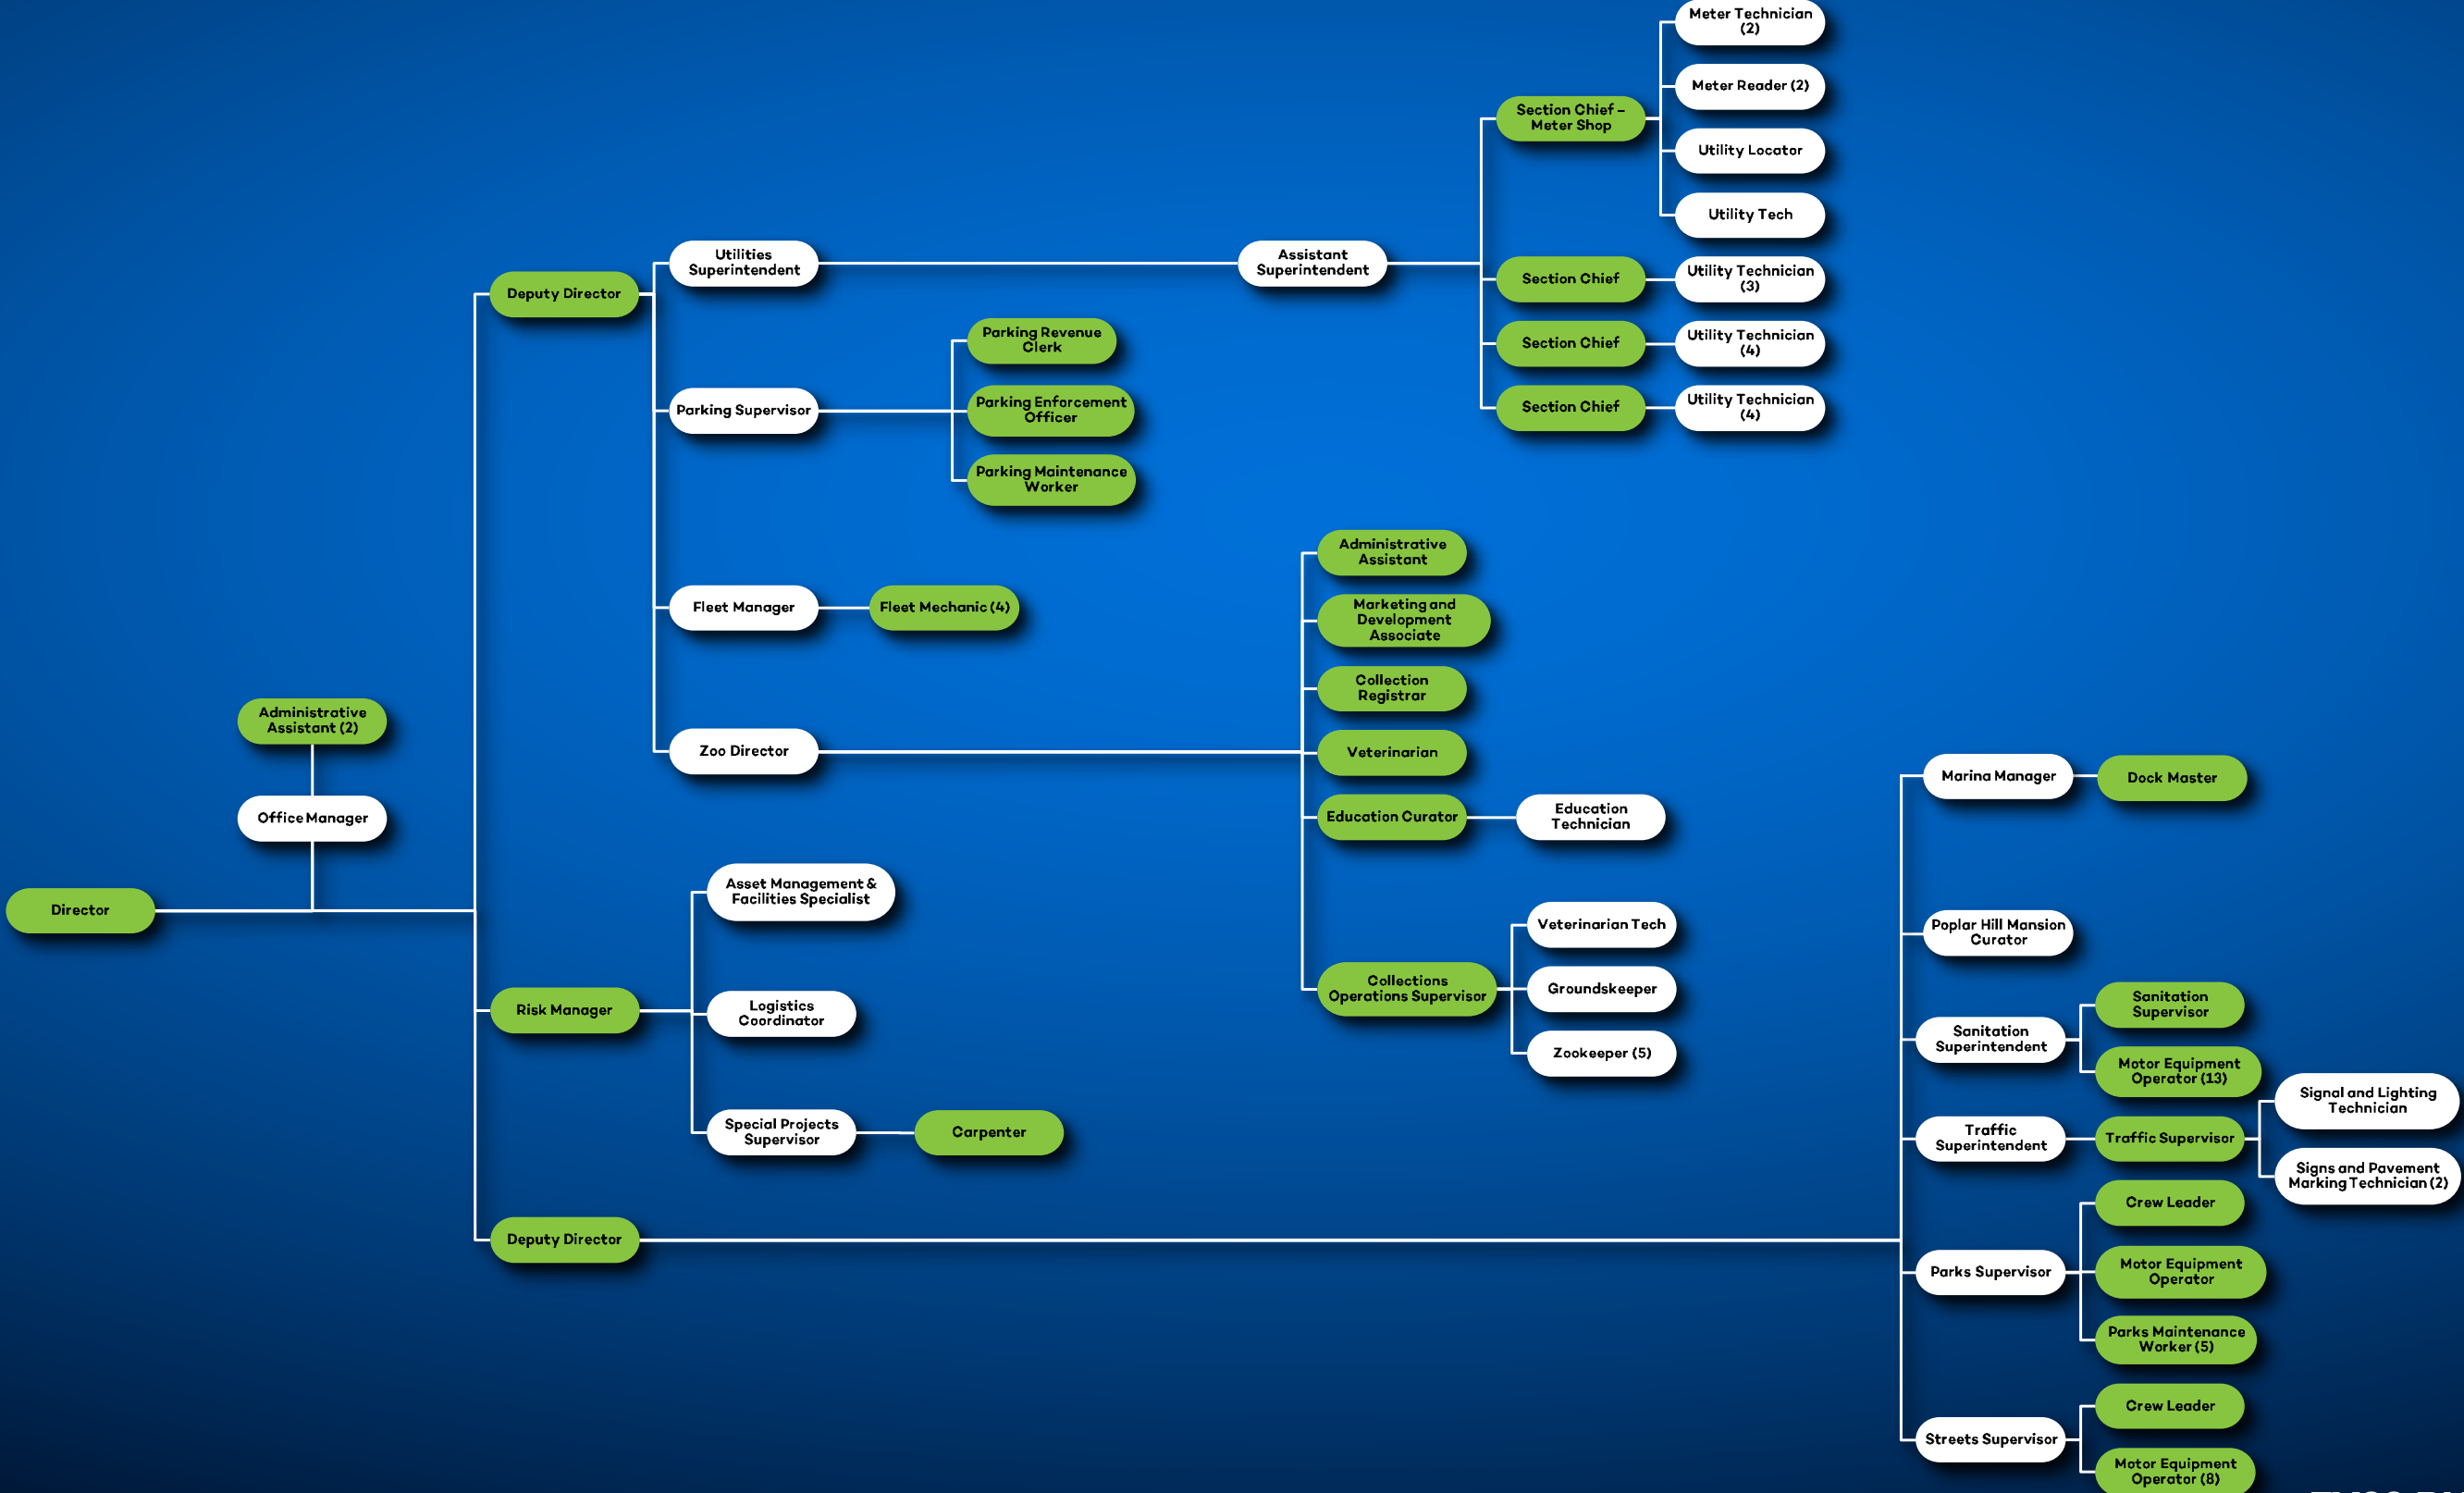 Meter Technician
(2)
Meter Reader (2)
Section Chief –
Meter Shop
Utility Locator
Utility Tech
Utilities
Superintendent
Assistant
Superintendent
Deputy Director
Section Chief
Utility Technician
(3)
Parking Revenue
Clerk
Section Chief
Utility Technician
(4)
Parking Supervisor
Parking Enforcement
Officer
Section Chief
Utility Technician
(4)
Parking Maintenance
Worker
Administrative
Assistant
Fleet Manager
Fleet Mechanic (4)
Marketing and
Development
Associate
Collection
Registrar
Administrative
Assistant (2)
Zoo Director
Veterinarian
Marina Manager
Dock Master
Office Manager
Education Curator
Education
Technician
Director
Asset Management &
Facilities Specialist
Veterinarian Tech
Poplar Hill Mansion
Curator
Risk Manager
Logistics
Coordinator
Collections
Operations Supervisor
Groundskeeper
Sanitation
Supervisor
Sanitation
Superintendent
Zookeeper (5)
Motor Equipment
Operator (13)
Signal and Lighting
Technician
Special Projects
Supervisor
Carpenter
Traffic
Superintendent
Traffic Supervisor
Signs and Pavement
Marking Technician (2)
Crew Leader
Deputy Director
Parks Supervisor
Motor Equipment
Operator
Parks Maintenance
Worker (5)
Crew Leader
Streets Supervisor
Motor Equipment
Operator (8)